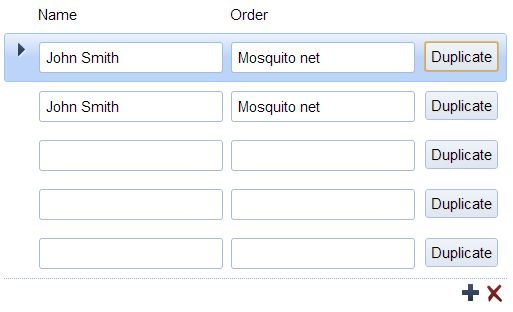 Name Order
John Smith Mosquito net Duplicate
John Smith Mosquito net Duplicate
Duplicate
Duplicate
Duplicate